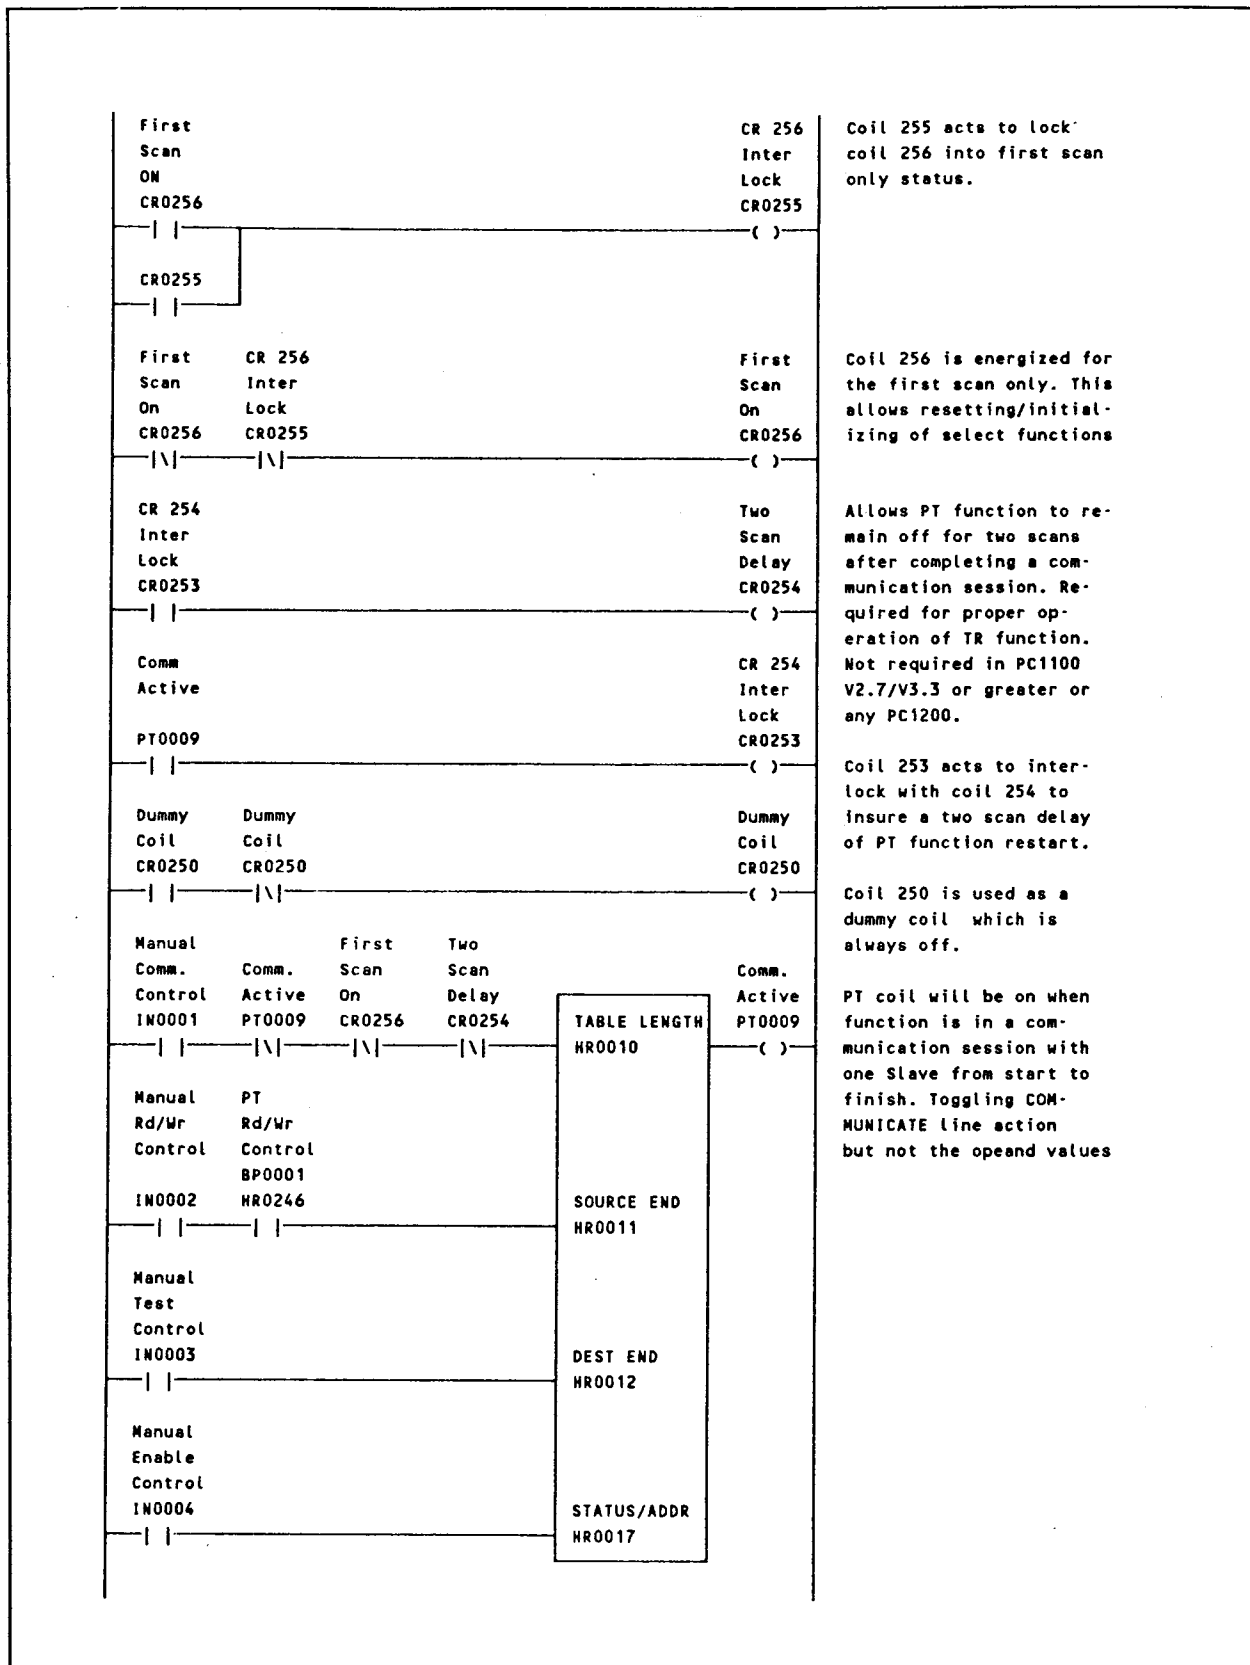 First
Scan
ON
CR0256
CR 256
Inter
Lock
CR0255
Coil 255 acts to lock
coil 256 into first scan
only status.
CR0255
First CR 256
Scan Inter
On Lock
CR0256 CR0255
First
Scan
On
CR0256
Coil 256 is energized for
the first scan only. This
allows resetting/initial-
izing of select functions
CR 254
Inter
Lock
CR0253
Two
Scan
Delay
CR0254
Allows PT function to re-
main off for two scans
after completing a com-
munication session. Re-
quired for proper op-
eration of TR function.
Not required in PC1100
V2.7/V3.3 or greater or
any PC1200.
Comm
Active
PT0009
CR 254
Inter
Lock
CR0253
Coil 253 acts to inter-
lock with coil 254 to
insure a two scan delay
of PT function restart.
Dummy Dummy
Coil Coil
CR0250 CR0250
Dummy
Coil
CR0250
Coil 250 is used as a
dummy coil which is
always off.
Manual First Two
Comm. Comm. Scan Scan
Control Active On Delay
IN0001 PT0009 CR0256 CR0254
TABLE LENGTH
HR0010
Comm.
Active
PT0009
PT coil will be on when
function is in a com-
munication session with
one Slave from start to
finish. Toggling COM-
MUNICATE line action
but not the opeand values
Manual PT
Rd/Wr Rd/Wr
Control Control
BP0001
IN0002 HR0246
SOURCE END
HR0011
Manual
Test
Control
IN0003
DEST END
HR0012
Manual
Enable
Control
IN0004
STATUS/ADDR
HR0017